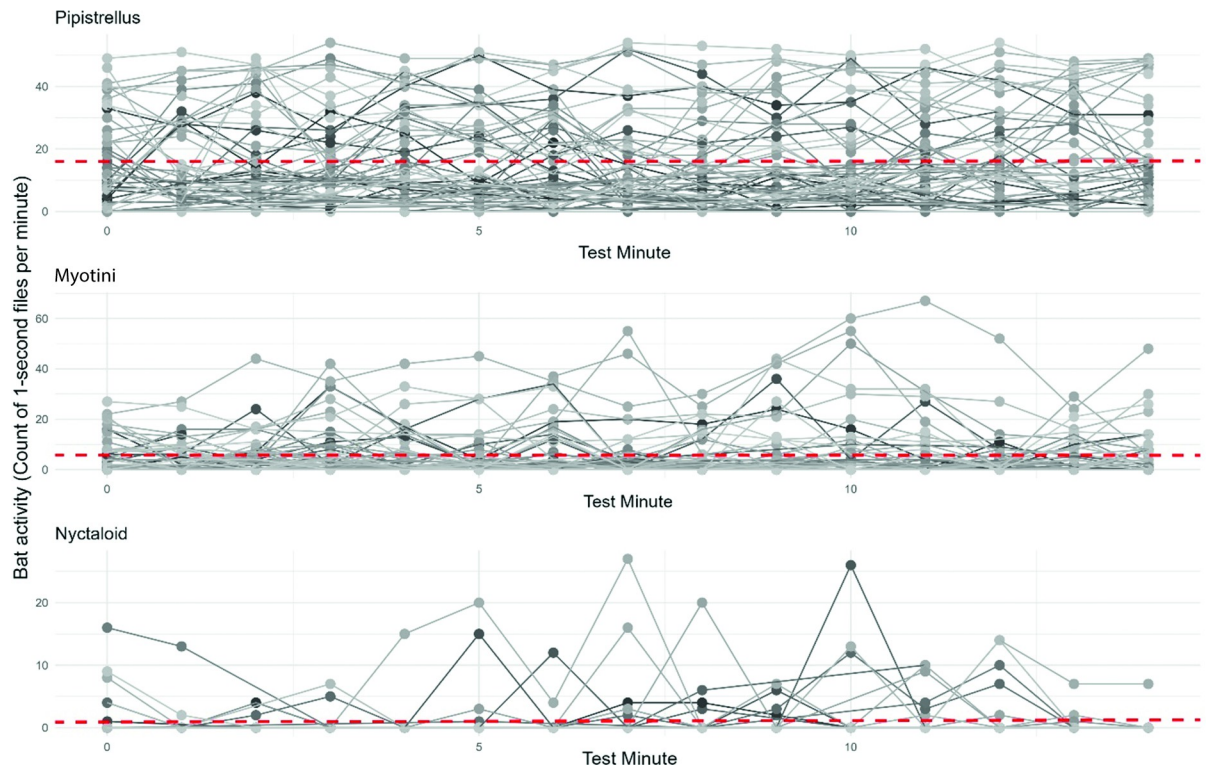 Pipistrellus
40
20
0
0 5 10
Test Minute
Bat activity (Count of 1-second files per minute)
Myotini
60
40
20
0
0 5 10
Test Minute
Nyctaloid
20
10
0
0 5 10
Test Minute